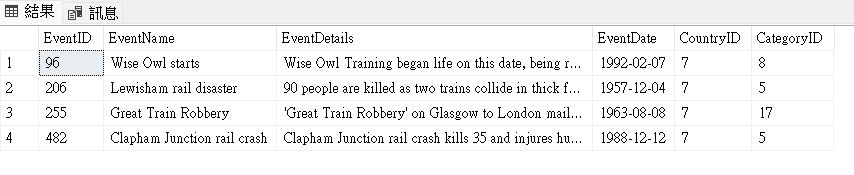 結果 訊息
EventID EventName EventDetails EventDate CountryID CategoryID
1 96 Wise Owl starts Wise Owl Training began life on this date, being r... 1992-02-07 7 8
2 206 Lewisham rail disaster 90 people are killed as two trains collide in thick f... 1957-12-04 7 5
3 255 Great Train Robbery 'Great Train Robbery' on Glasgow to London mail... 1963-08-08 7 17
4 482 Clapham Junction rail crash Clapham Junction rail crash kills 35 and injures hu... 1988-12-12 7 5